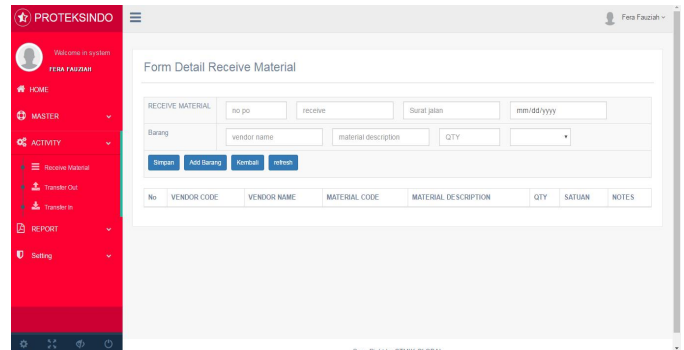 PROTEKSINDO
Fera Fauziah
Welcome in system
FERA FAUZIAH
HOME
MASTER
ACTIVITY
Receive Material
Transfer Out
Transfer In
REPORT
Setting
Form Detail Receive Material
RECEIVE MATERIAL no po receive Surat jalan mm/dd/yyyy
Barang vendor name material description QTY
Simpan Add Barang Kembali refresh
No VENDOR CODE VENDOR NAME MATERIAL CODE MATERIAL DESCRIPTION QTY SATUAN NOTES